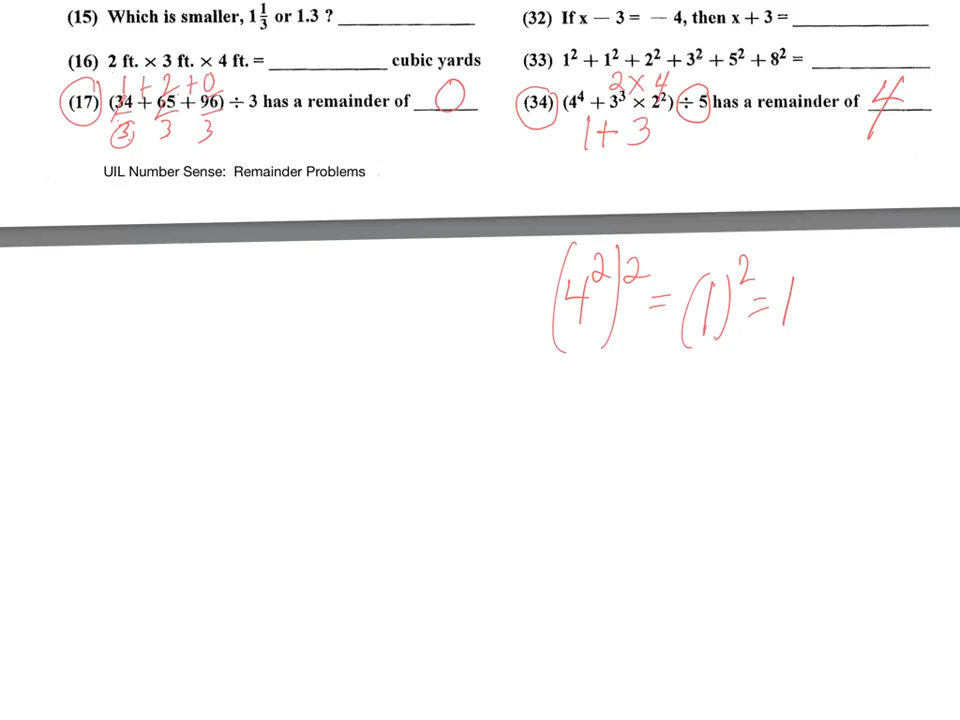 (15) Which is smaller, 1 1/3 or 1.3 ? ____________
(16) 2 ft. × 3 ft. × 4 ft. = ____________ cubic yards
1 + 2 + 0
(17) (34 + 65 + 96) ÷ 3 has a remainder of 0
3 3 3
(32) If x − 3 = − 4, then x + 3 = ____________
(33) 1² + 1² + 2² + 3² + 5² + 8² = ____________
2 × 4
(34) (4⁴ + 3³ × 2²) ÷ 5 has a remainder of 4
1 + 3
UIL Number Sense: Remainder Problems
(4²)² = (1)² = 1